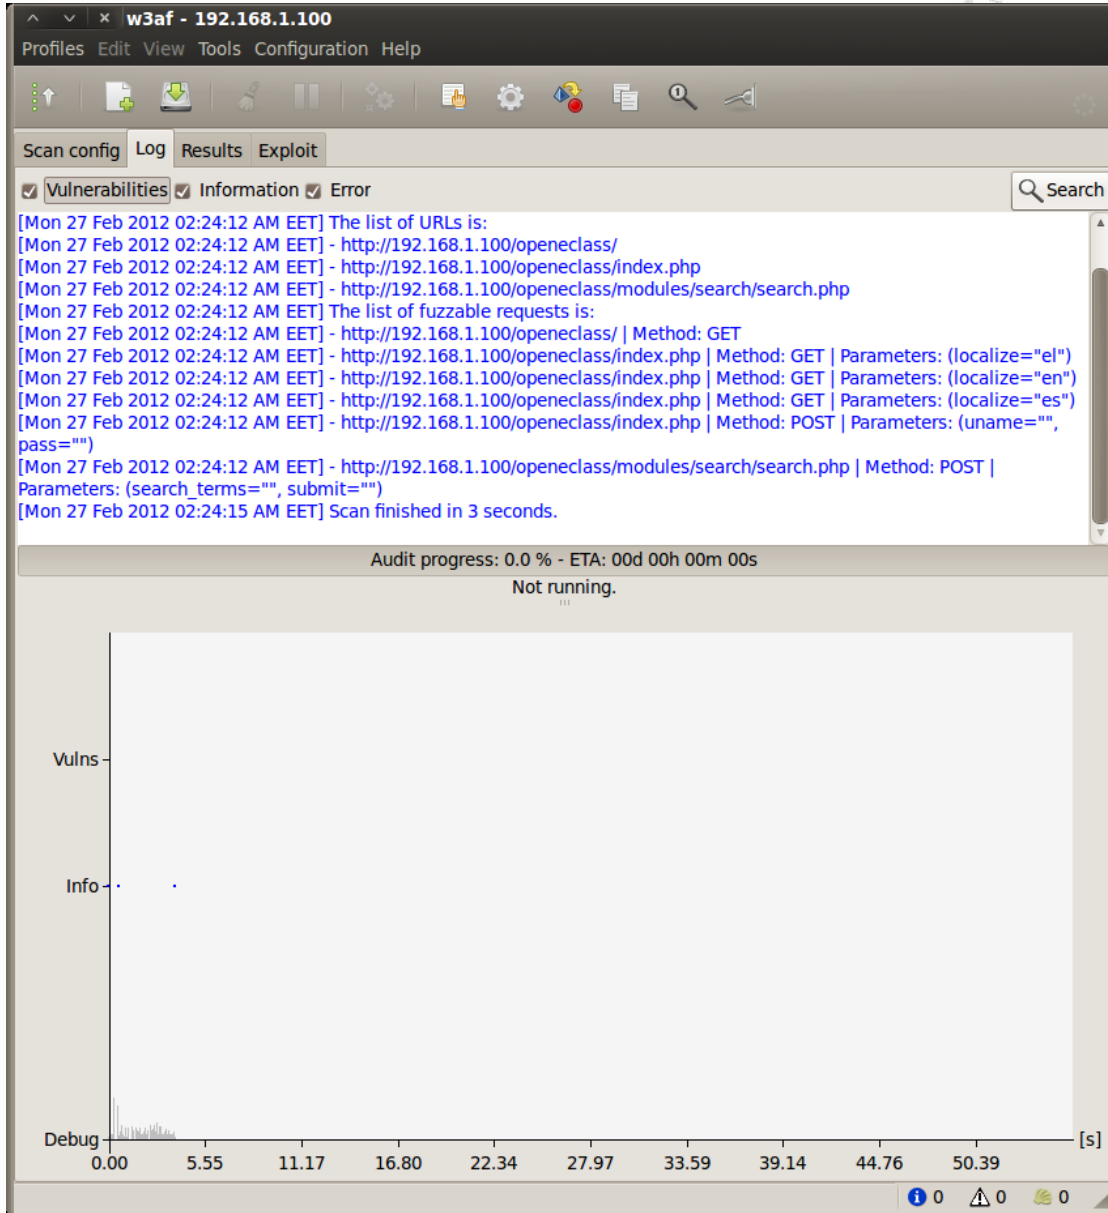 w3af - 192.168.1.100
Profiles Edit View Tools Configuration Help
Scan config Log Results Exploit
Vulnerabilities Information Error Search
[Mon 27 Feb 2012 02:24:12 AM EET] The list of URLs is:
[Mon 27 Feb 2012 02:24:12 AM EET] - http://192.168.1.100/openeclass/
[Mon 27 Feb 2012 02:24:12 AM EET] - http://192.168.1.100/openeclass/index.php
[Mon 27 Feb 2012 02:24:12 AM EET] - http://192.168.1.100/openeclass/modules/search/search.php
[Mon 27 Feb 2012 02:24:12 AM EET] The list of fuzzable requests is:
[Mon 27 Feb 2012 02:24:12 AM EET] - http://192.168.1.100/openeclass/ | Method: GET
[Mon 27 Feb 2012 02:24:12 AM EET] - http://192.168.1.100/openeclass/index.php | Method: GET | Parameters: (localize="el")
[Mon 27 Feb 2012 02:24:12 AM EET] - http://192.168.1.100/openeclass/index.php | Method: GET | Parameters: (localize="en")
[Mon 27 Feb 2012 02:24:12 AM EET] - http://192.168.1.100/openeclass/index.php | Method: GET | Parameters: (localize="es")
[Mon 27 Feb 2012 02:24:12 AM EET] - http://192.168.1.100/openeclass/index.php | Method: POST | Parameters: (uname="",
pass="")
[Mon 27 Feb 2012 02:24:12 AM EET] - http://192.168.1.100/openeclass/modules/search/search.php | Method: POST |
Parameters: (search_terms="", submit="")
[Mon 27 Feb 2012 02:24:15 AM EET] Scan finished in 3 seconds.
Audit progress: 0.0 % - ETA: 00d 00h 00m 00s
Not running.
Vulns
Info
Debug
[s]
0.00 5.55 11.17 16.80 22.34 27.97 33.59 39.14 44.76 50.39
0 0 0